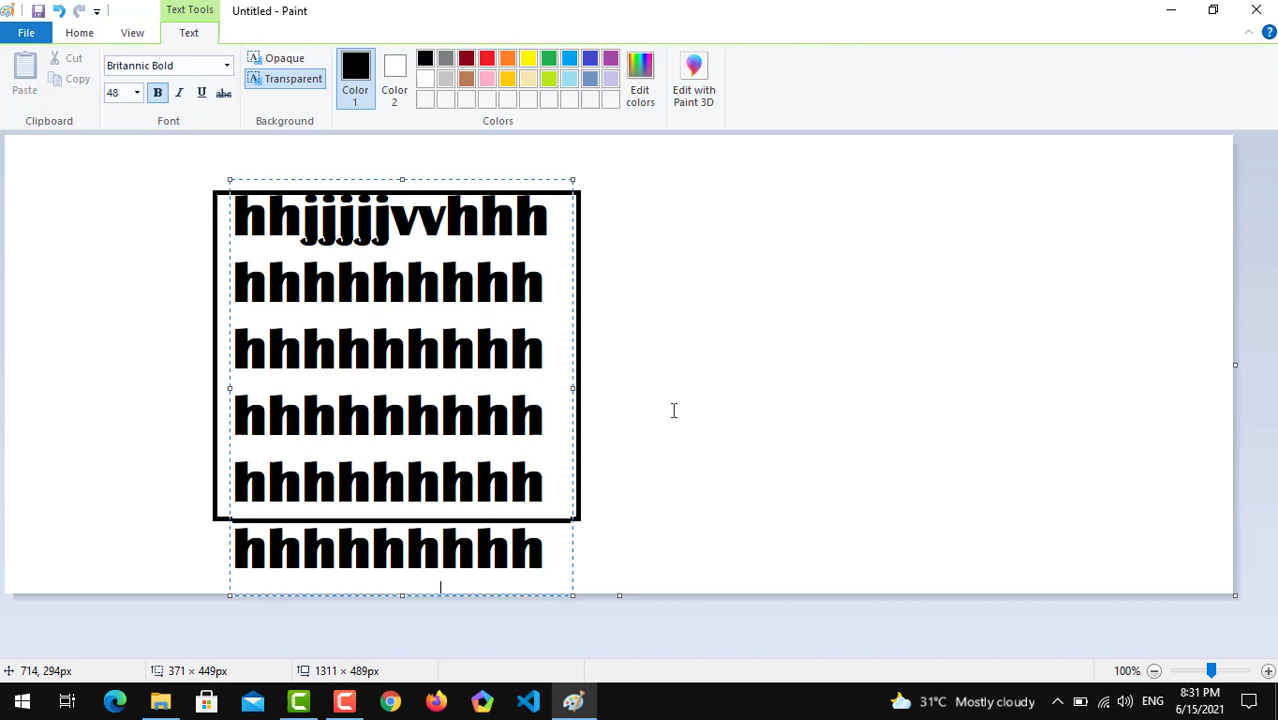 Text Tools
Untitled - Paint
File
Home
View
Text
Paste
Cut
Copy
Clipboard
Britannic Bold
48
B
I
U
abc
Font
Opaque
Transparent
Background
Color 1
Color 2
Edit colors
Colors
Edit with Paint 3D
hhjjjjjvvhhh
hhhhhhhhh
hhhhhhhhh
hhhhhhhhh
hhhhhhhhh
hhhhhhhhh
714, 294px
371 × 449px
1311 × 489px
100%
31°C Mostly cloudy
ENG
8:31 PM
6/15/2021